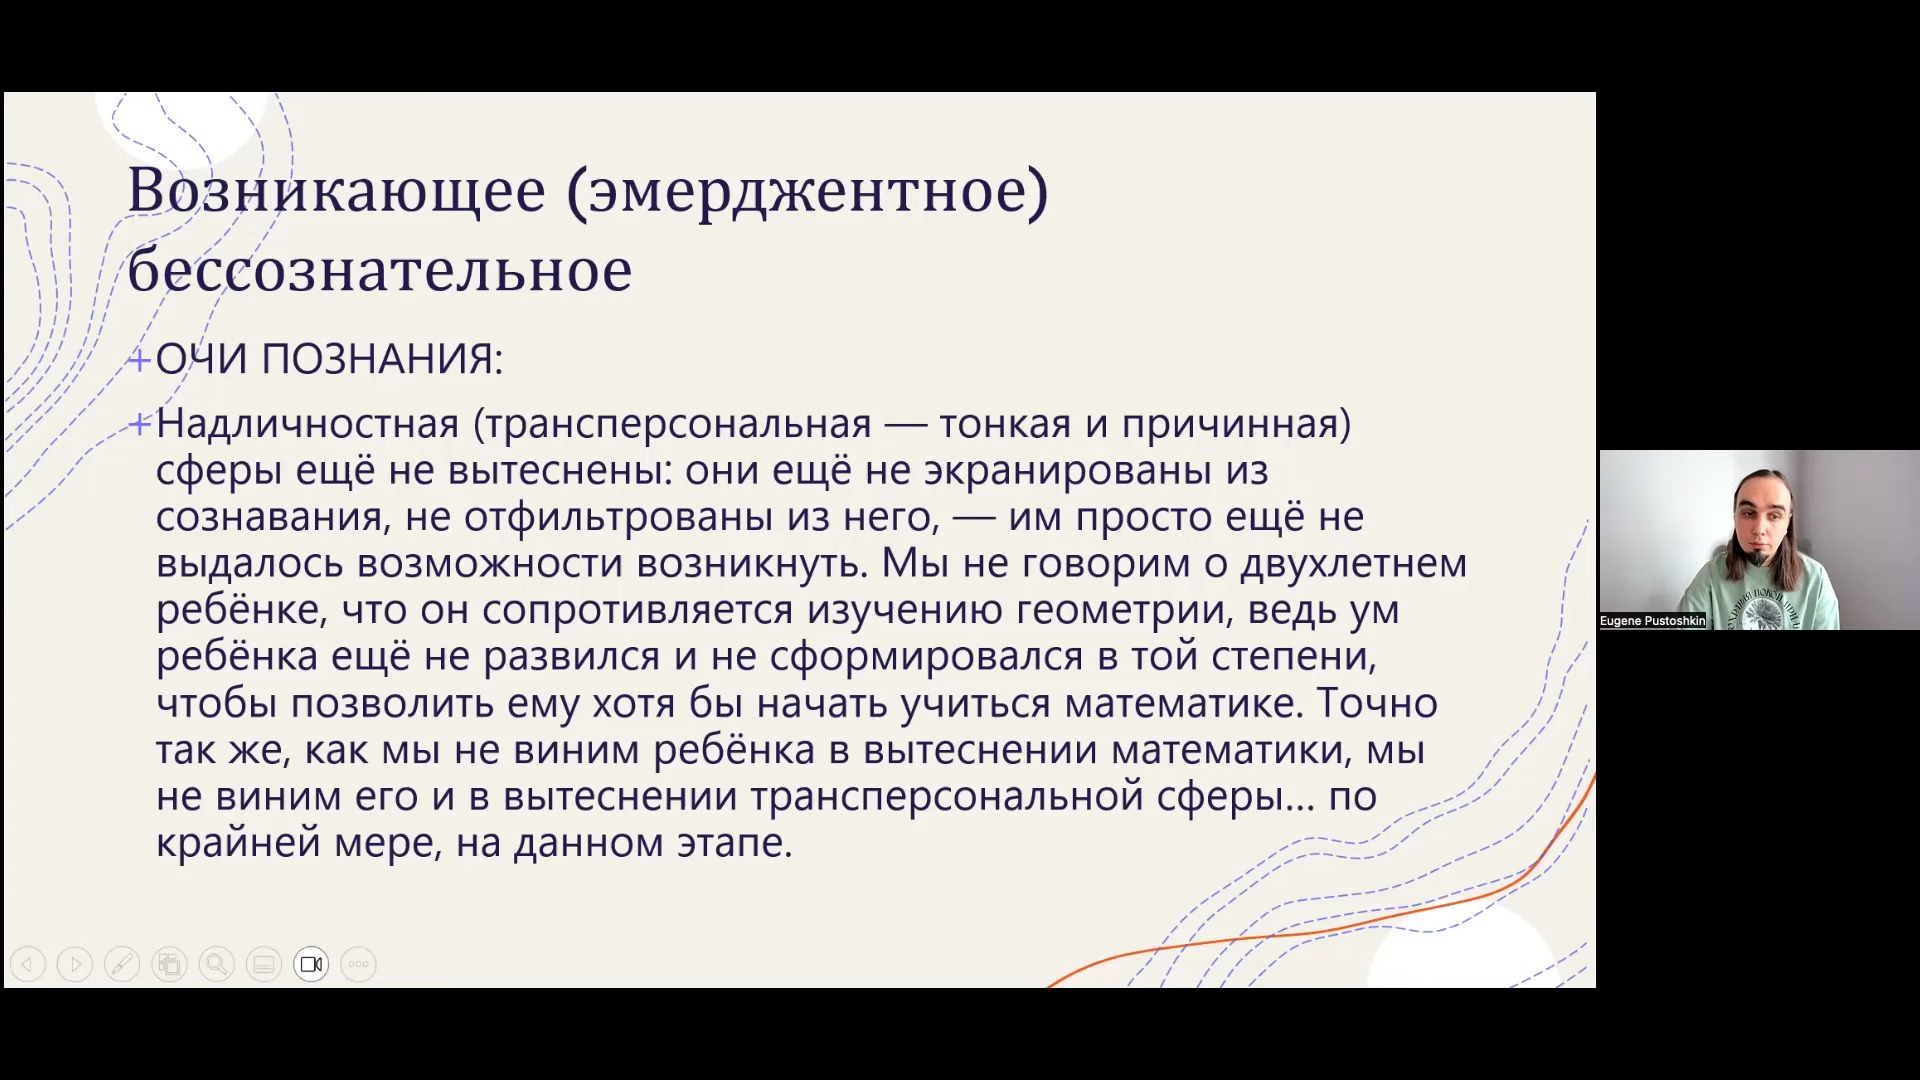 Возникающее (эмерджентное)
бессознательное
+ОЧИ ПОЗНАНИЯ:
+Надличностная (трансперсональная — тонкая и причинная)
сферы ещё не вытеснены: они ещё не экранированы из
сознавания, не отфильтрованы из него, — им просто ещё не
выдалось возможности возникнуть. Мы не говорим о двухлетнем
ребёнке, что он сопротивляется изучению геометрии, ведь ум
ребёнка ещё не развился и не сформировался в той степени,
чтобы позволить ему хотя бы начать учиться математике. Точно
так же, как мы не виним ребёнка в вытеснении математики, мы
не виним его и в вытеснении трансперсональной сферы... по
крайней мере, на данном этапе.
Eugene Pustoshkin